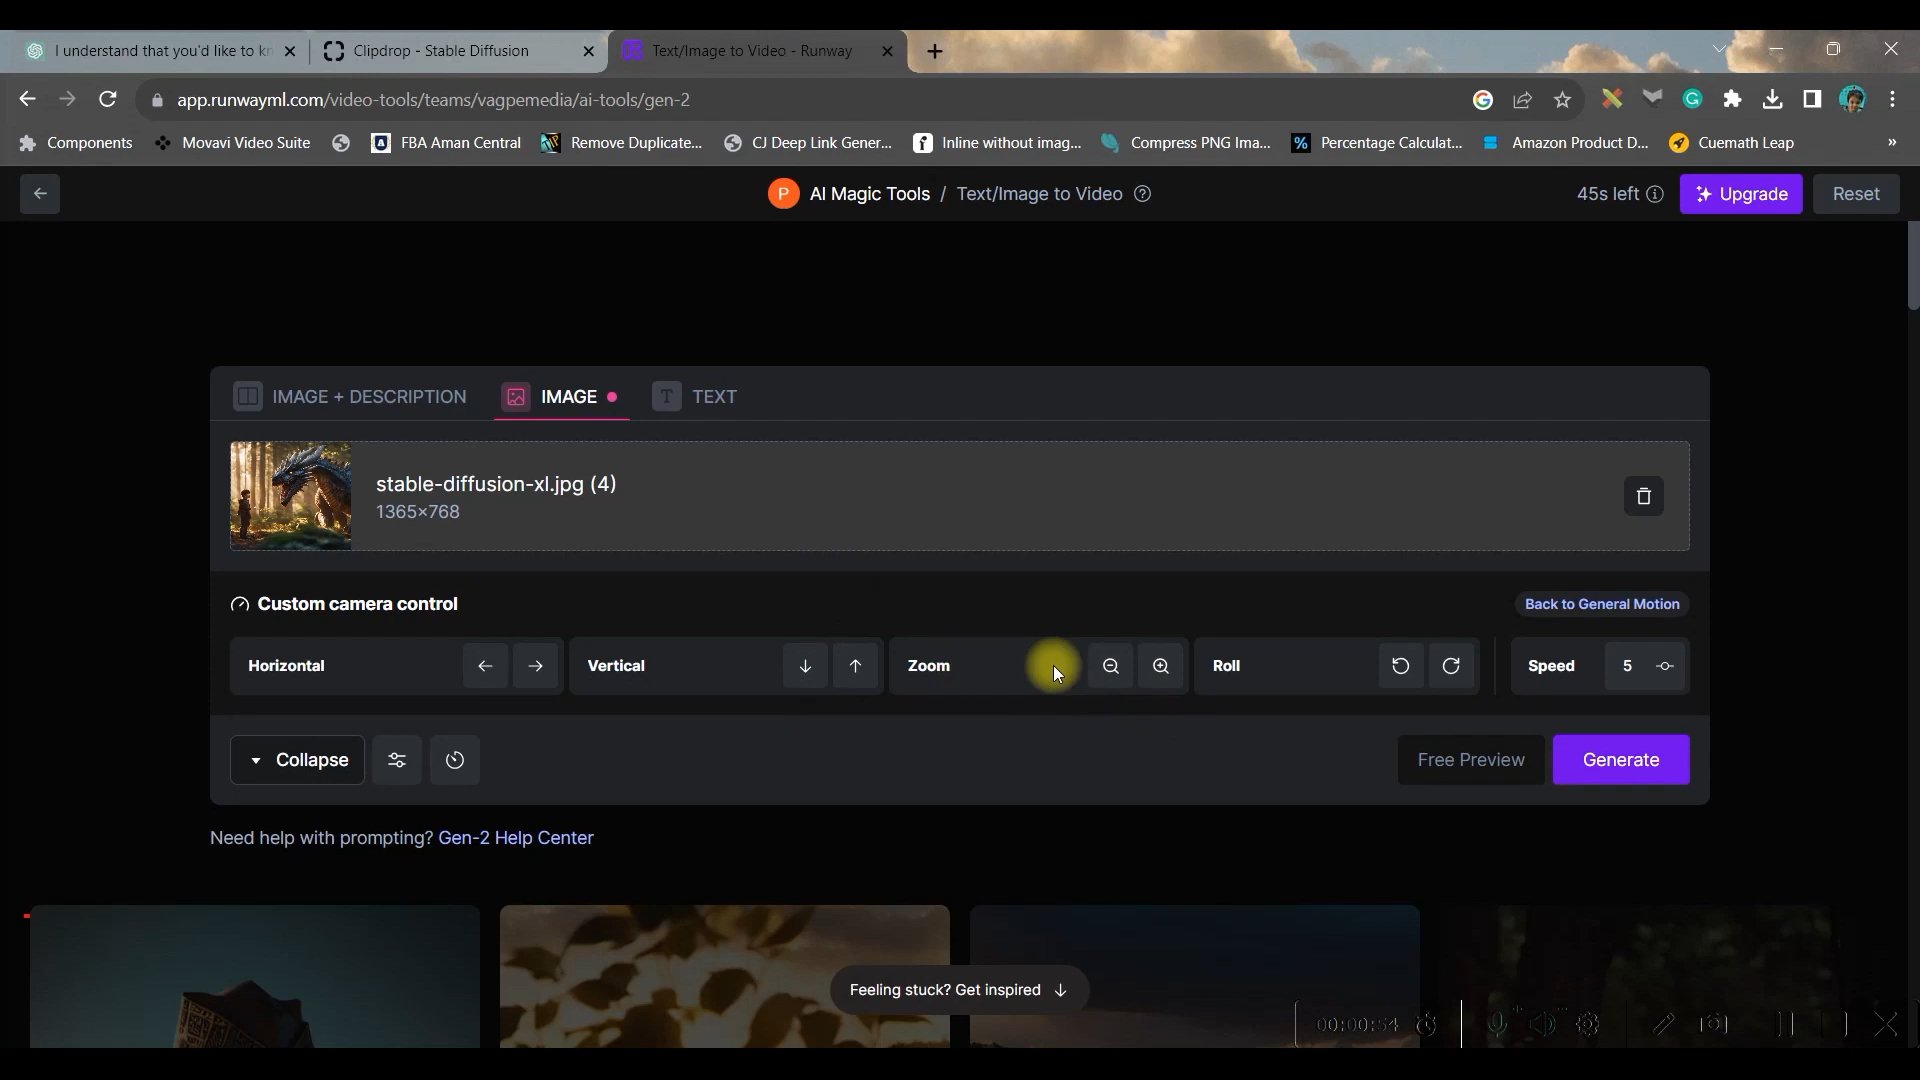 I understand that you'd like to kn
Clipdrop - Stable Diffusion
Text/Image to Video - Runway
app.runwayml.com/video-tools/teams/vagpemedia/ai-tools/gen-2
Components
Movavi Video Suite
FBA Aman Central
Remove Duplicate...
CJ Deep Link Gener...
Inline without imag...
Compress PNG Ima...
% Percentage Calculat...
Amazon Product D...
Cuemath Leap
»
P AI Magic Tools / Text/Image to Video
45s left
Upgrade
Reset
IMAGE + DESCRIPTION
IMAGE
T TEXT
stable-diffusion-xl.jpg (4)
1365×768
Custom camera control
Back to General Motion
Horizontal
Vertical
Zoom
Roll
Speed 5
Collapse
Free Preview
Generate
Need help with prompting? Gen-2 Help Center
Feeling stuck? Get inspired
00:00:54